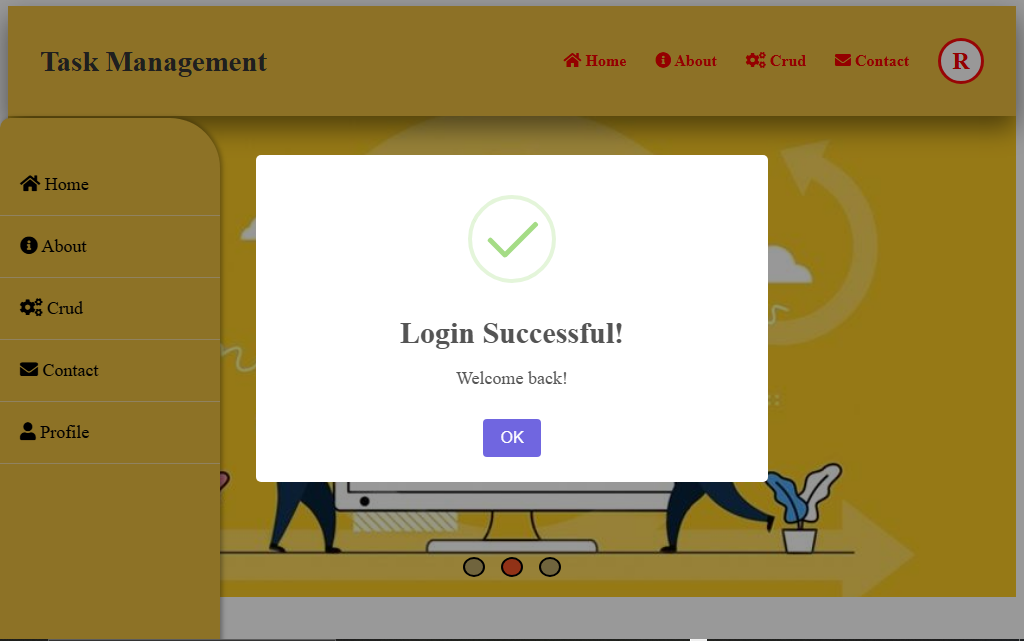 Task Management
Home
About
Crud
Contact
R
Home
About
Crud
Contact
Profile
Login Successful!
Welcome back!
OK